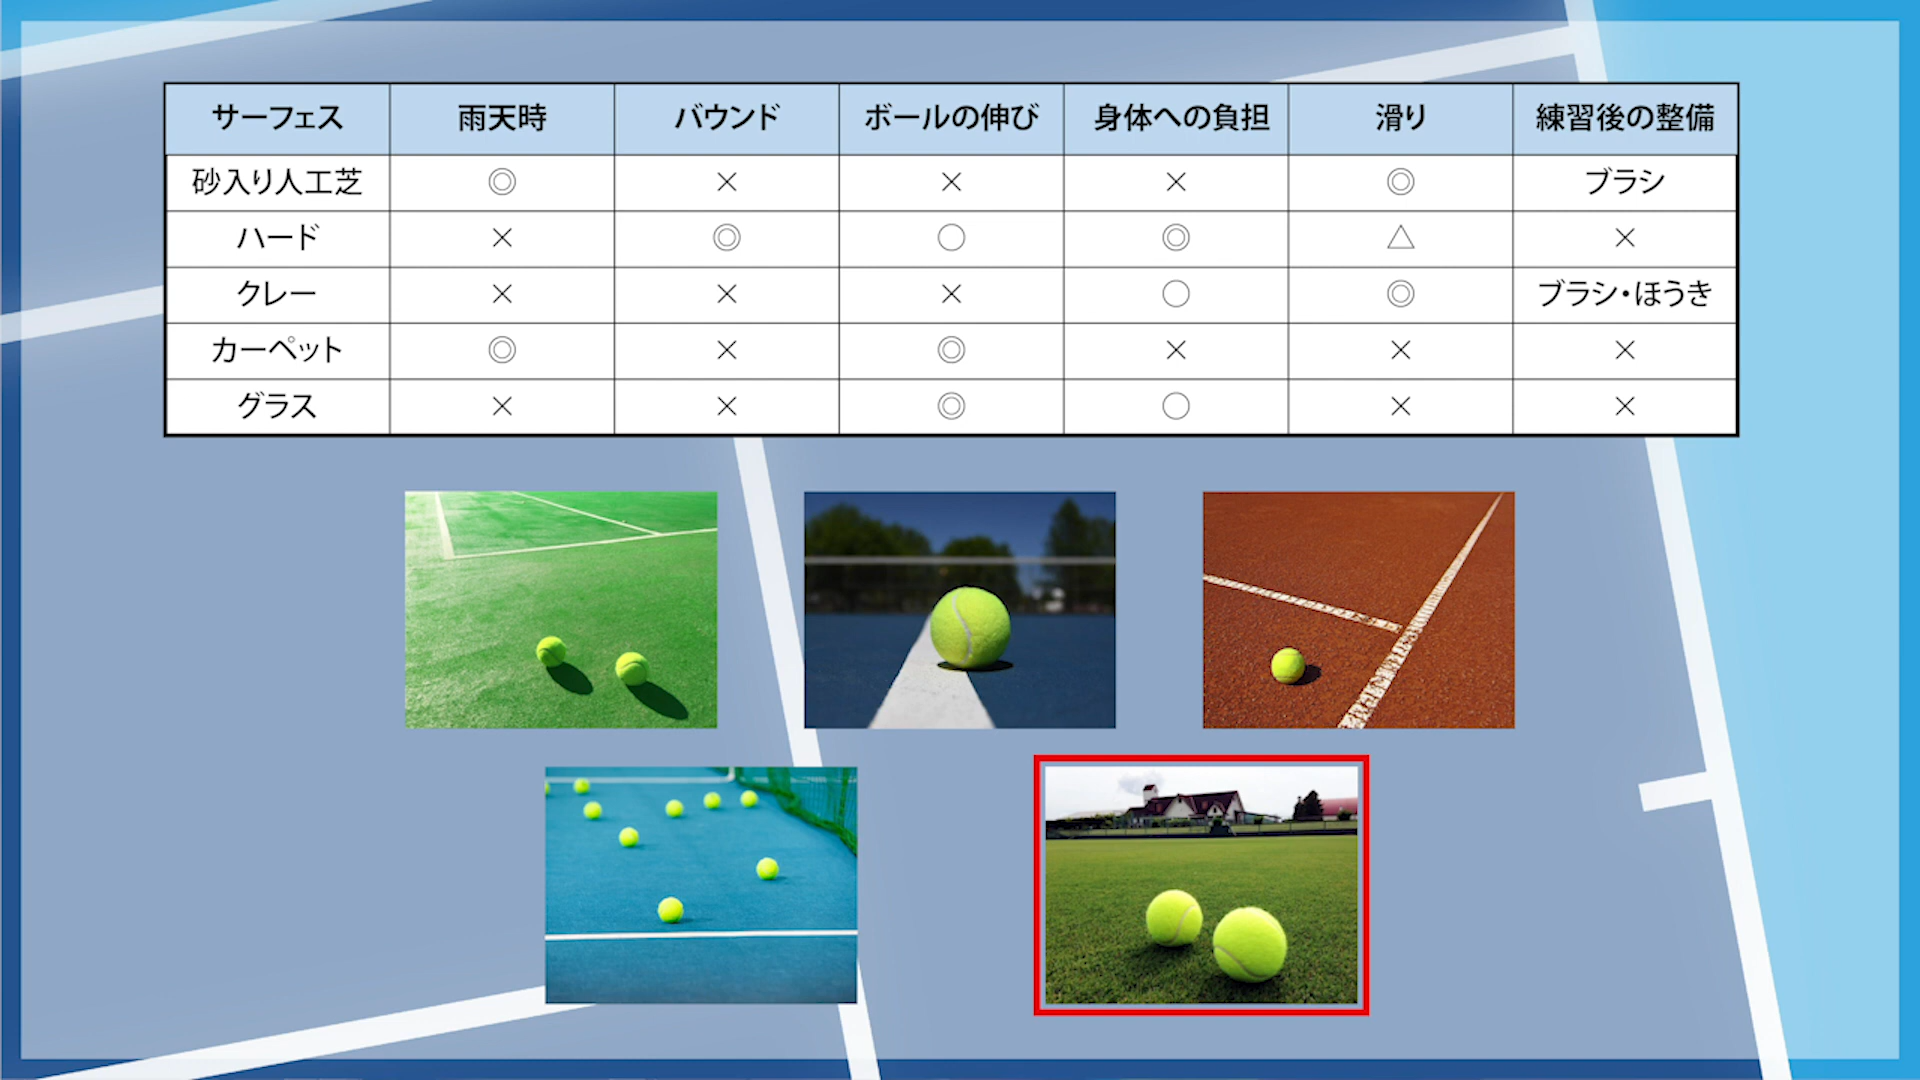 サーフェス 雨天時 バウンド ボールの伸び 身体への負担 滑り 練習後の整備
砂入り人工芝 ◎ × × × ◎ ブラシ
ハード × ◎ ○ ◎ △ ×
クレー × × × ○ ◎ ブラシ・ほうき
カーペット ◎ × ◎ × × ×
グラス × × ◎ ○ × ×